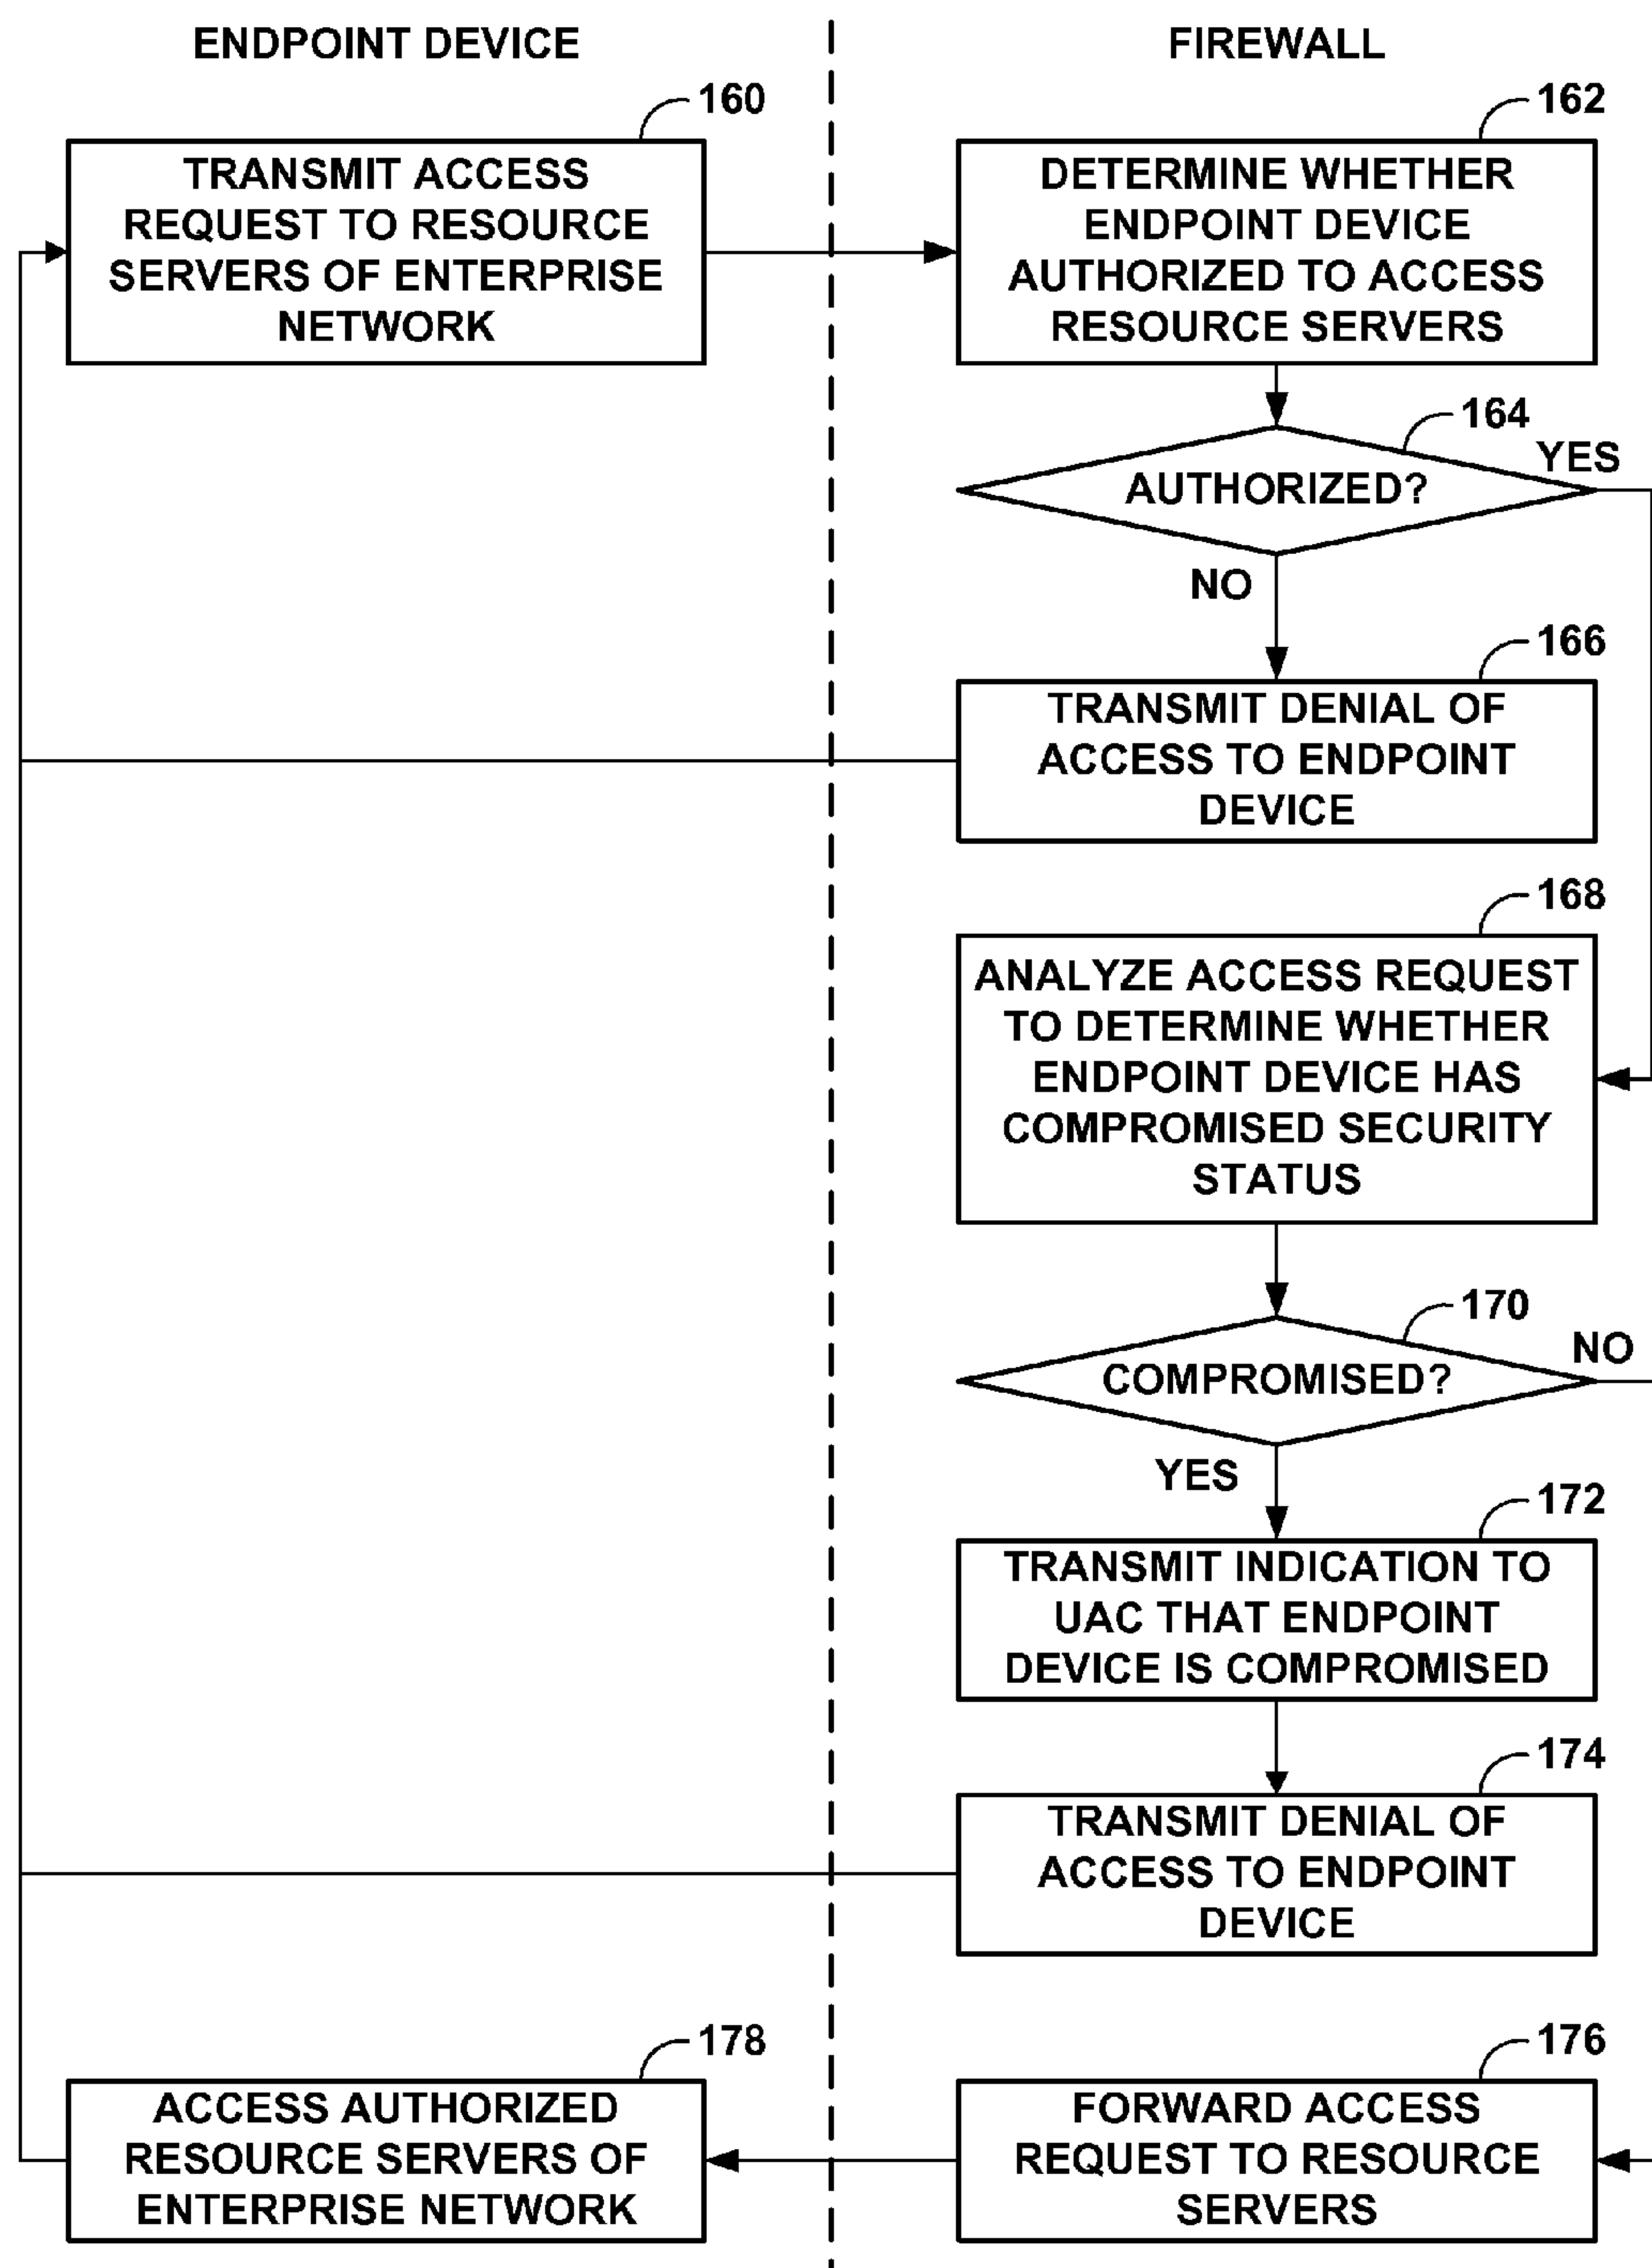 ENDPOINT DEVICE
FIREWALL
160
TRANSMIT ACCESS
REQUEST TO RESOURCE
SERVERS OF ENTERPRISE
NETWORK
162
DETERMINE WHETHER
ENDPOINT DEVICE
AUTHORIZED TO ACCESS
RESOURCE SERVERS
164
AUTHORIZED?
YES
NO
166
TRANSMIT DENIAL OF
ACCESS TO ENDPOINT
DEVICE
168
ANALYZE ACCESS REQUEST
TO DETERMINE WHETHER
ENDPOINT DEVICE HAS
COMPROMISED SECURITY
STATUS
170
COMPROMISED?
NO
YES
172
TRANSMIT INDICATION TO
UAC THAT ENDPOINT
DEVICE IS COMPROMISED
174
TRANSMIT DENIAL OF
ACCESS TO ENDPOINT
DEVICE
176
FORWARD ACCESS
REQUEST TO RESOURCE
SERVERS
178
ACCESS AUTHORIZED
RESOURCE SERVERS OF
ENTERPRISE NETWORK